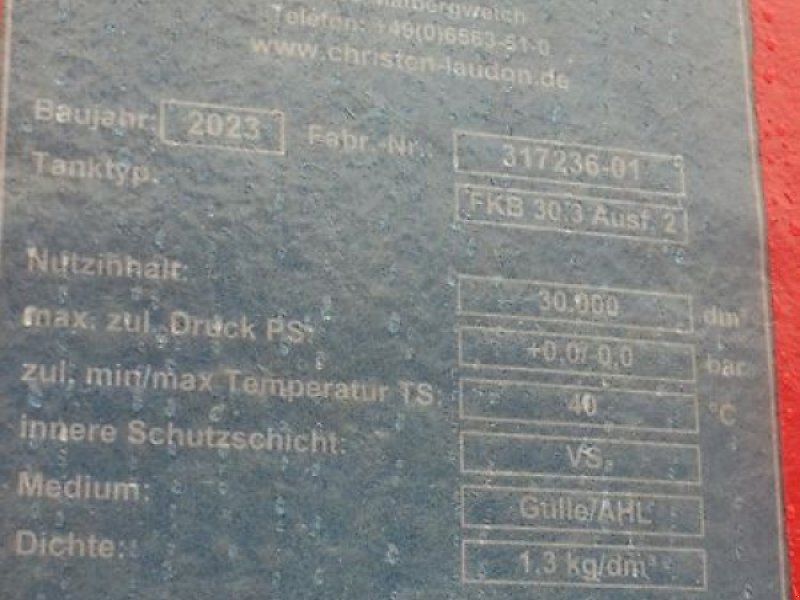 Telefon: +49(0)6563-51-0
www.christen-laudon.de
Baujahr: 2023 Fabr.-Nr.: 317236-01
Tanktyp: FKB 30.3 Ausf. 2
Nutzinhalt: 30.000 dm³
max. zul. Druck PS: +0,0/ 0,0 bar
zul. min/max Temperatur TS: 40 °C
innere Schutzschicht: VS.
Medium: Gülle/AHL
Dichte: 1,3 kg/dm³